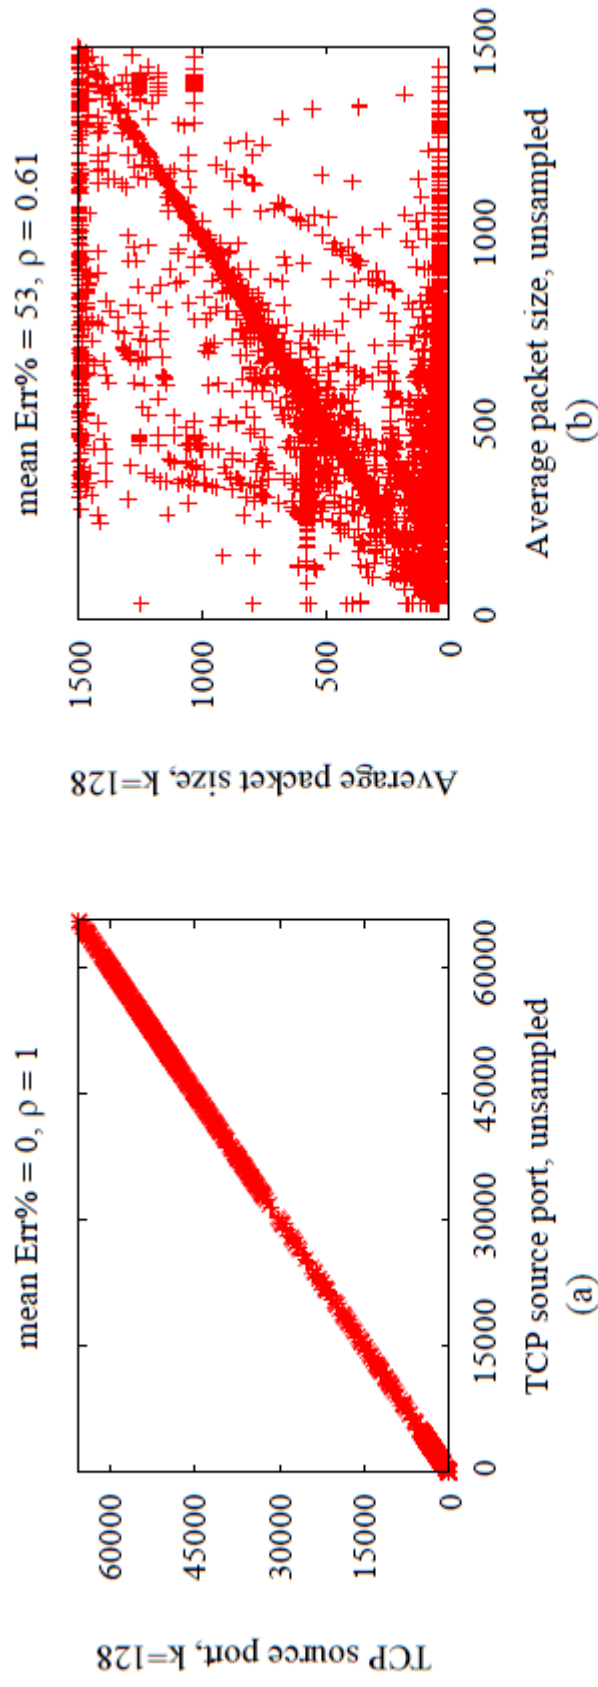 mean Err% = 0, ρ = 1
60000
45000
30000
15000
0
TCP source port, k=128
0
15000
30000
45000
60000
TCP source port, unsampled
(a)
mean Err% = 53, ρ = 0.61
1500
1000
500
0
Average packet size, k=128
0
500
1000
1500
Average packet size, unsampled
(b)